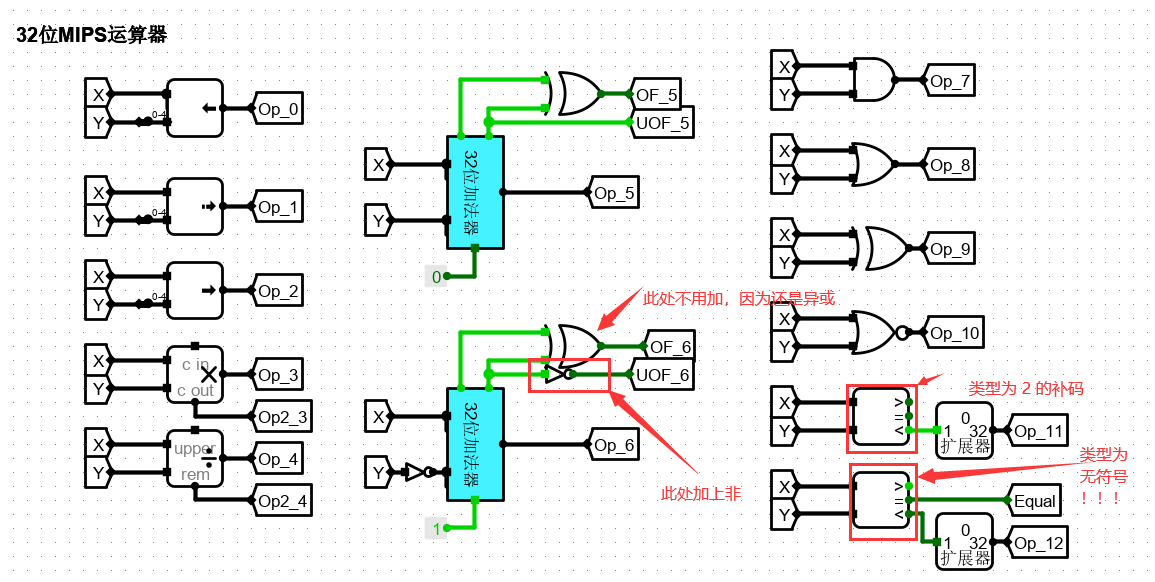 32位MIPS运算器
X
Y
0-4
Op_0
X
Y
0-4
Op_1
X
Y
0-4
Op_2
X
Y
c in
c out
Op_3
Op2_3
X
Y
upper
rem
Op_4
Op2_4
OF_5
UOF_5
X
Y
32位加法器
Op_5
0
此处不用加，因为还是异或
OF_6
UOF_6
X
Y
32位加法器
Op_6
此处加上非
1
X
Y
Op_7
X
Y
Op_8
X
Y
Op_9
X
Y
Op_10
类型为 2 的补码
X
Y
>
=
<
0
1 32
扩展器
Op_11
类型为
无符号
！！！
X
Y
>
=
<
Equal
0
1 32
扩展器
Op_12